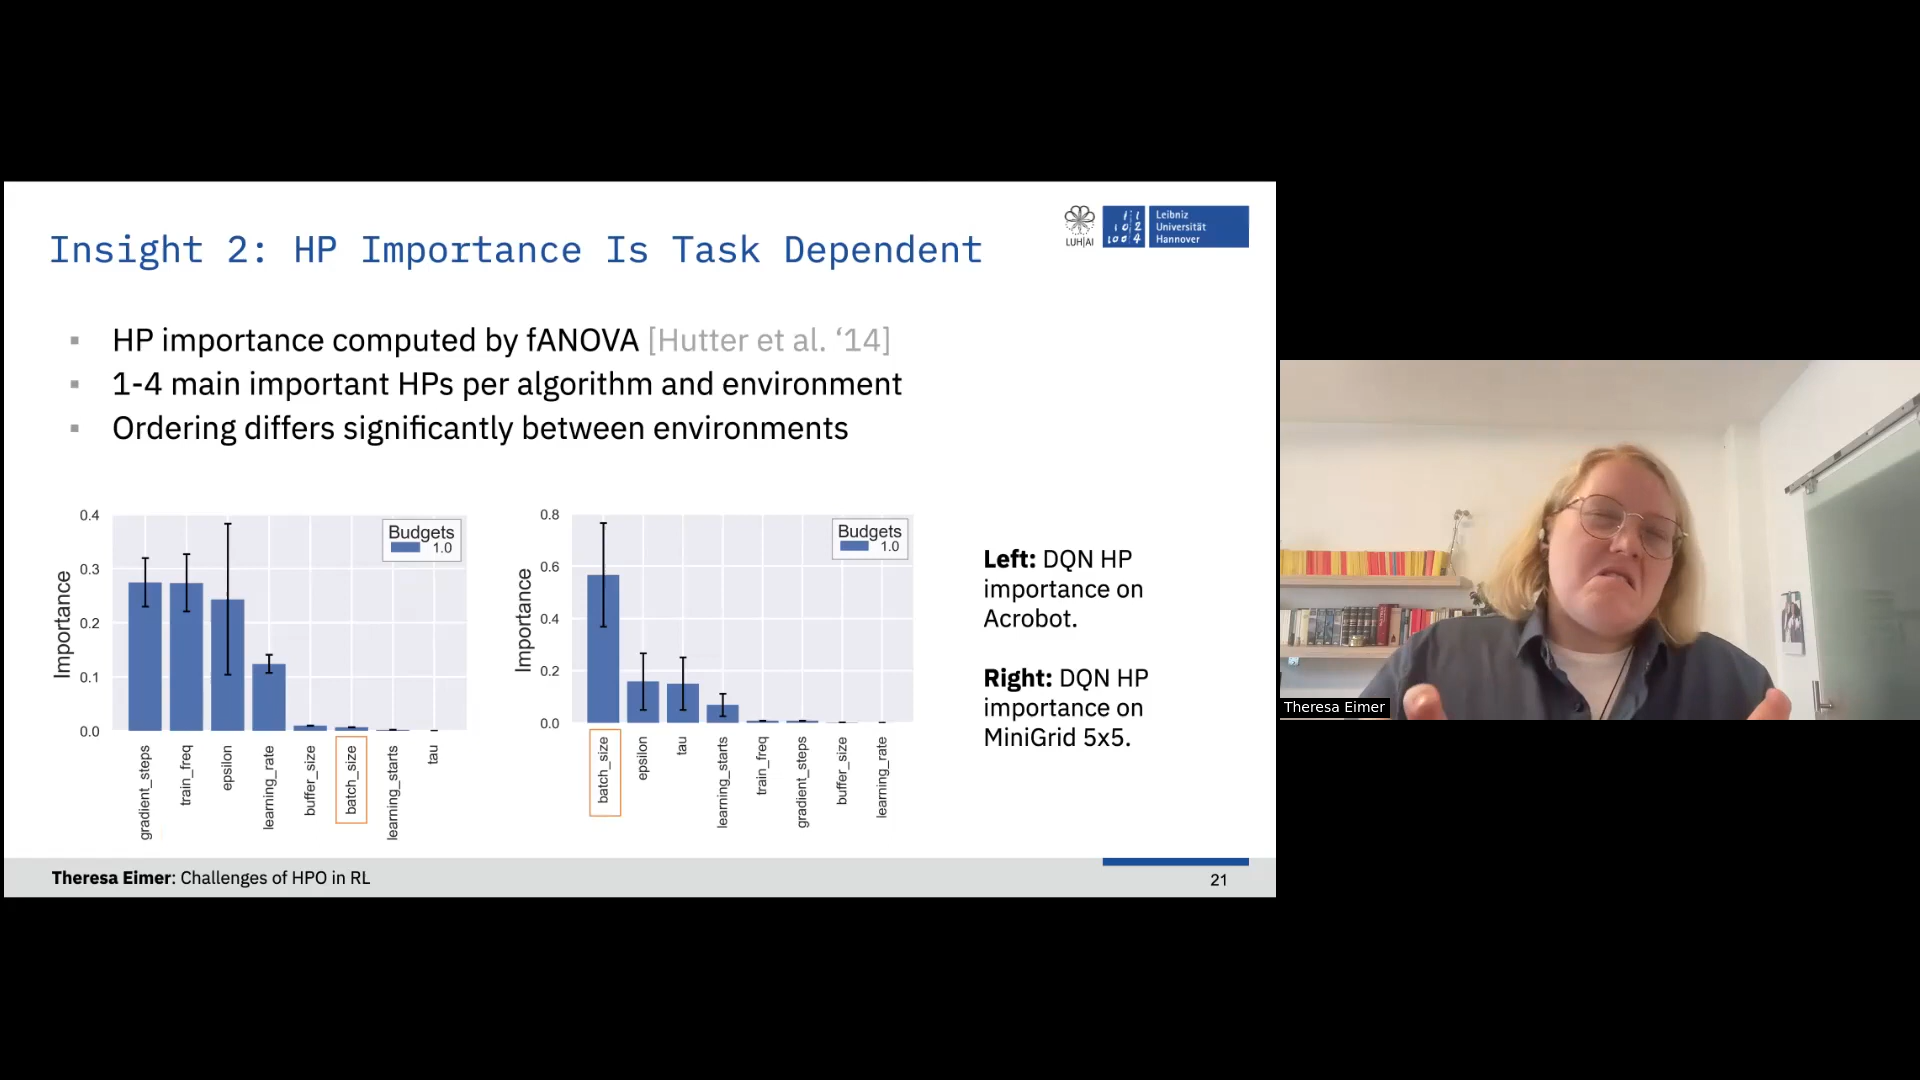 Insight 2: HP Importance Is Task Dependent
LUH|AI
Leibniz
Universität
Hannover
▪ HP importance computed by fANOVA [Hutter et al. ‘14]
▪ 1-4 main important HPs per algorithm and environment
▪ Ordering differs significantly between environments
Importance
0.4
0.3
0.2
0.1
0.0
Budgets
1.0
gradient_steps
train_freq
epsilon
learning_rate
buffer_size
batch_size
learning_starts
tau
Importance
0.8
0.6
0.4
0.2
0.0
Budgets
1.0
batch_size
epsilon
tau
learning_starts
train_freq
gradient_steps
buffer_size
learning_rate
Left: DQN HP
importance on
Acrobot.
Right: DQN HP
importance on
MiniGrid 5x5.
Theresa Eimer: Challenges of HPO in RL
21
Theresa Eimer